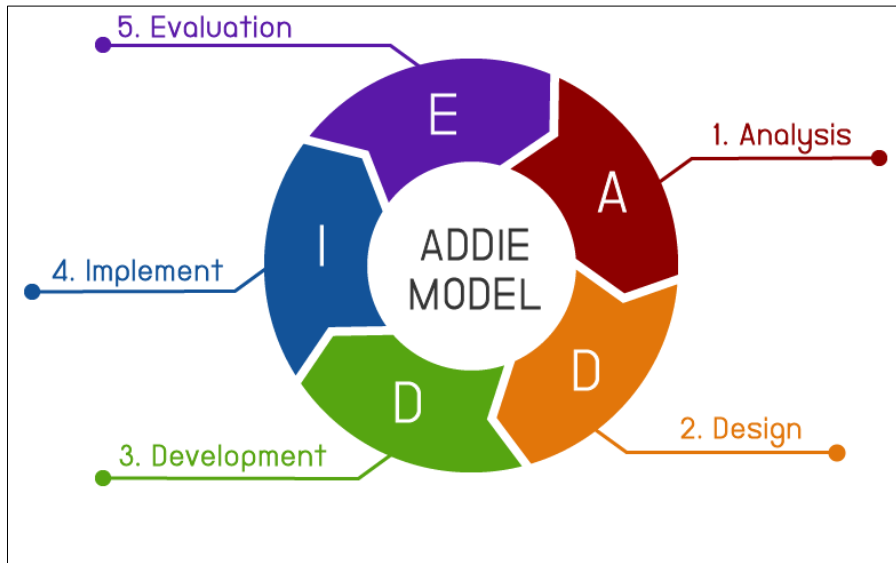 5. Evaluation
E
1. Analysis
A
ADDIE
MODEL
I
4. Implement
D
2. Design
D
3. Development